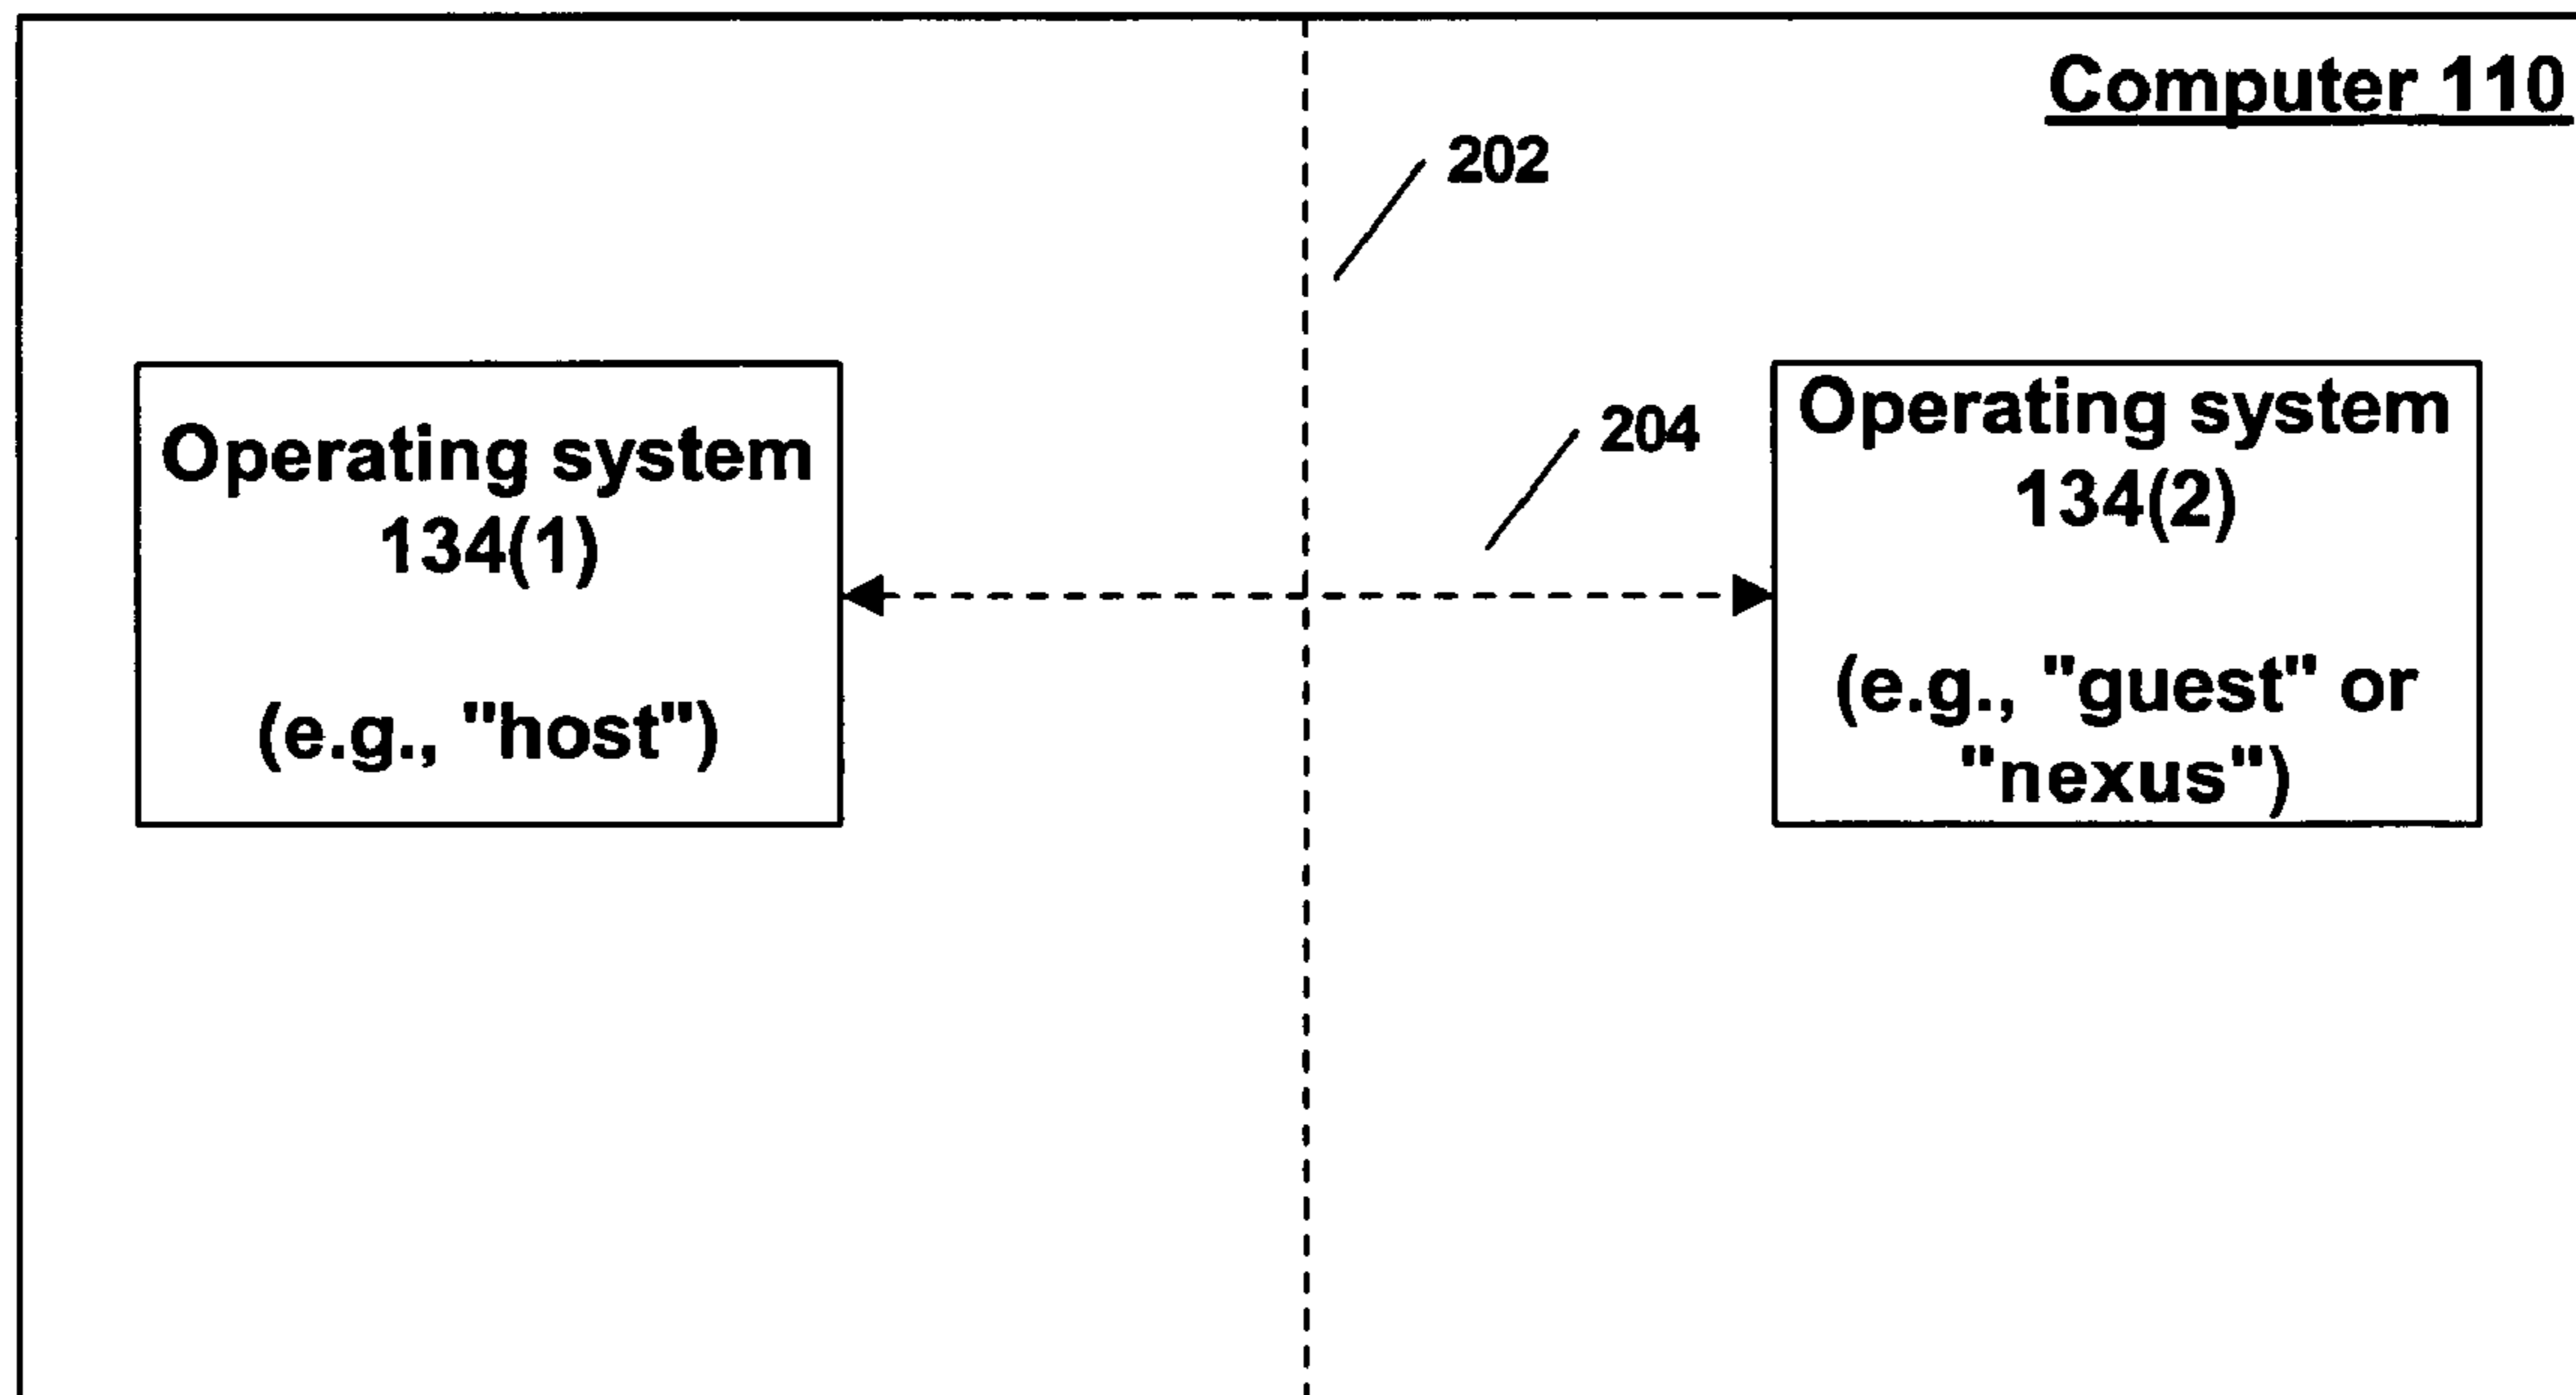 Computer 110
202
204
Operating system
134(1)
(e.g., "host")
Operating system
134(2)
(e.g., "guest" or
"nexus")